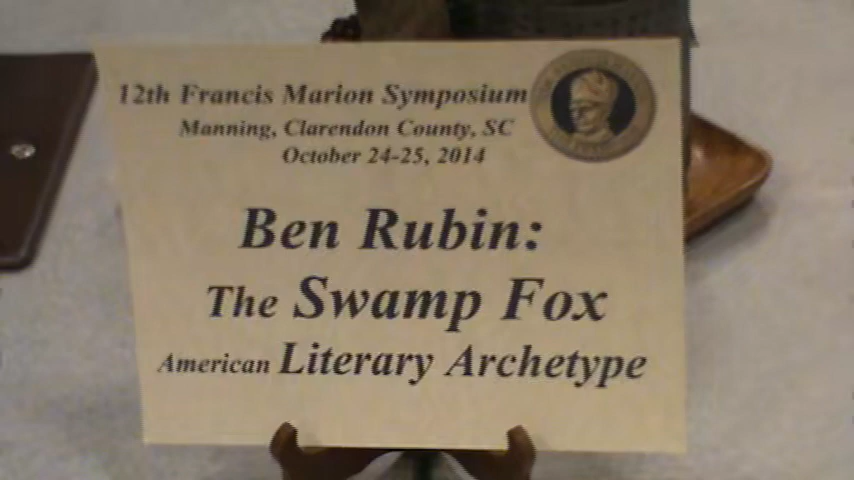 12th Francis Marion Symposium
Manning, Clarendon County, SC
October 24-25, 2014
Ben Rubin:
The Swamp Fox
American Literary Archetype